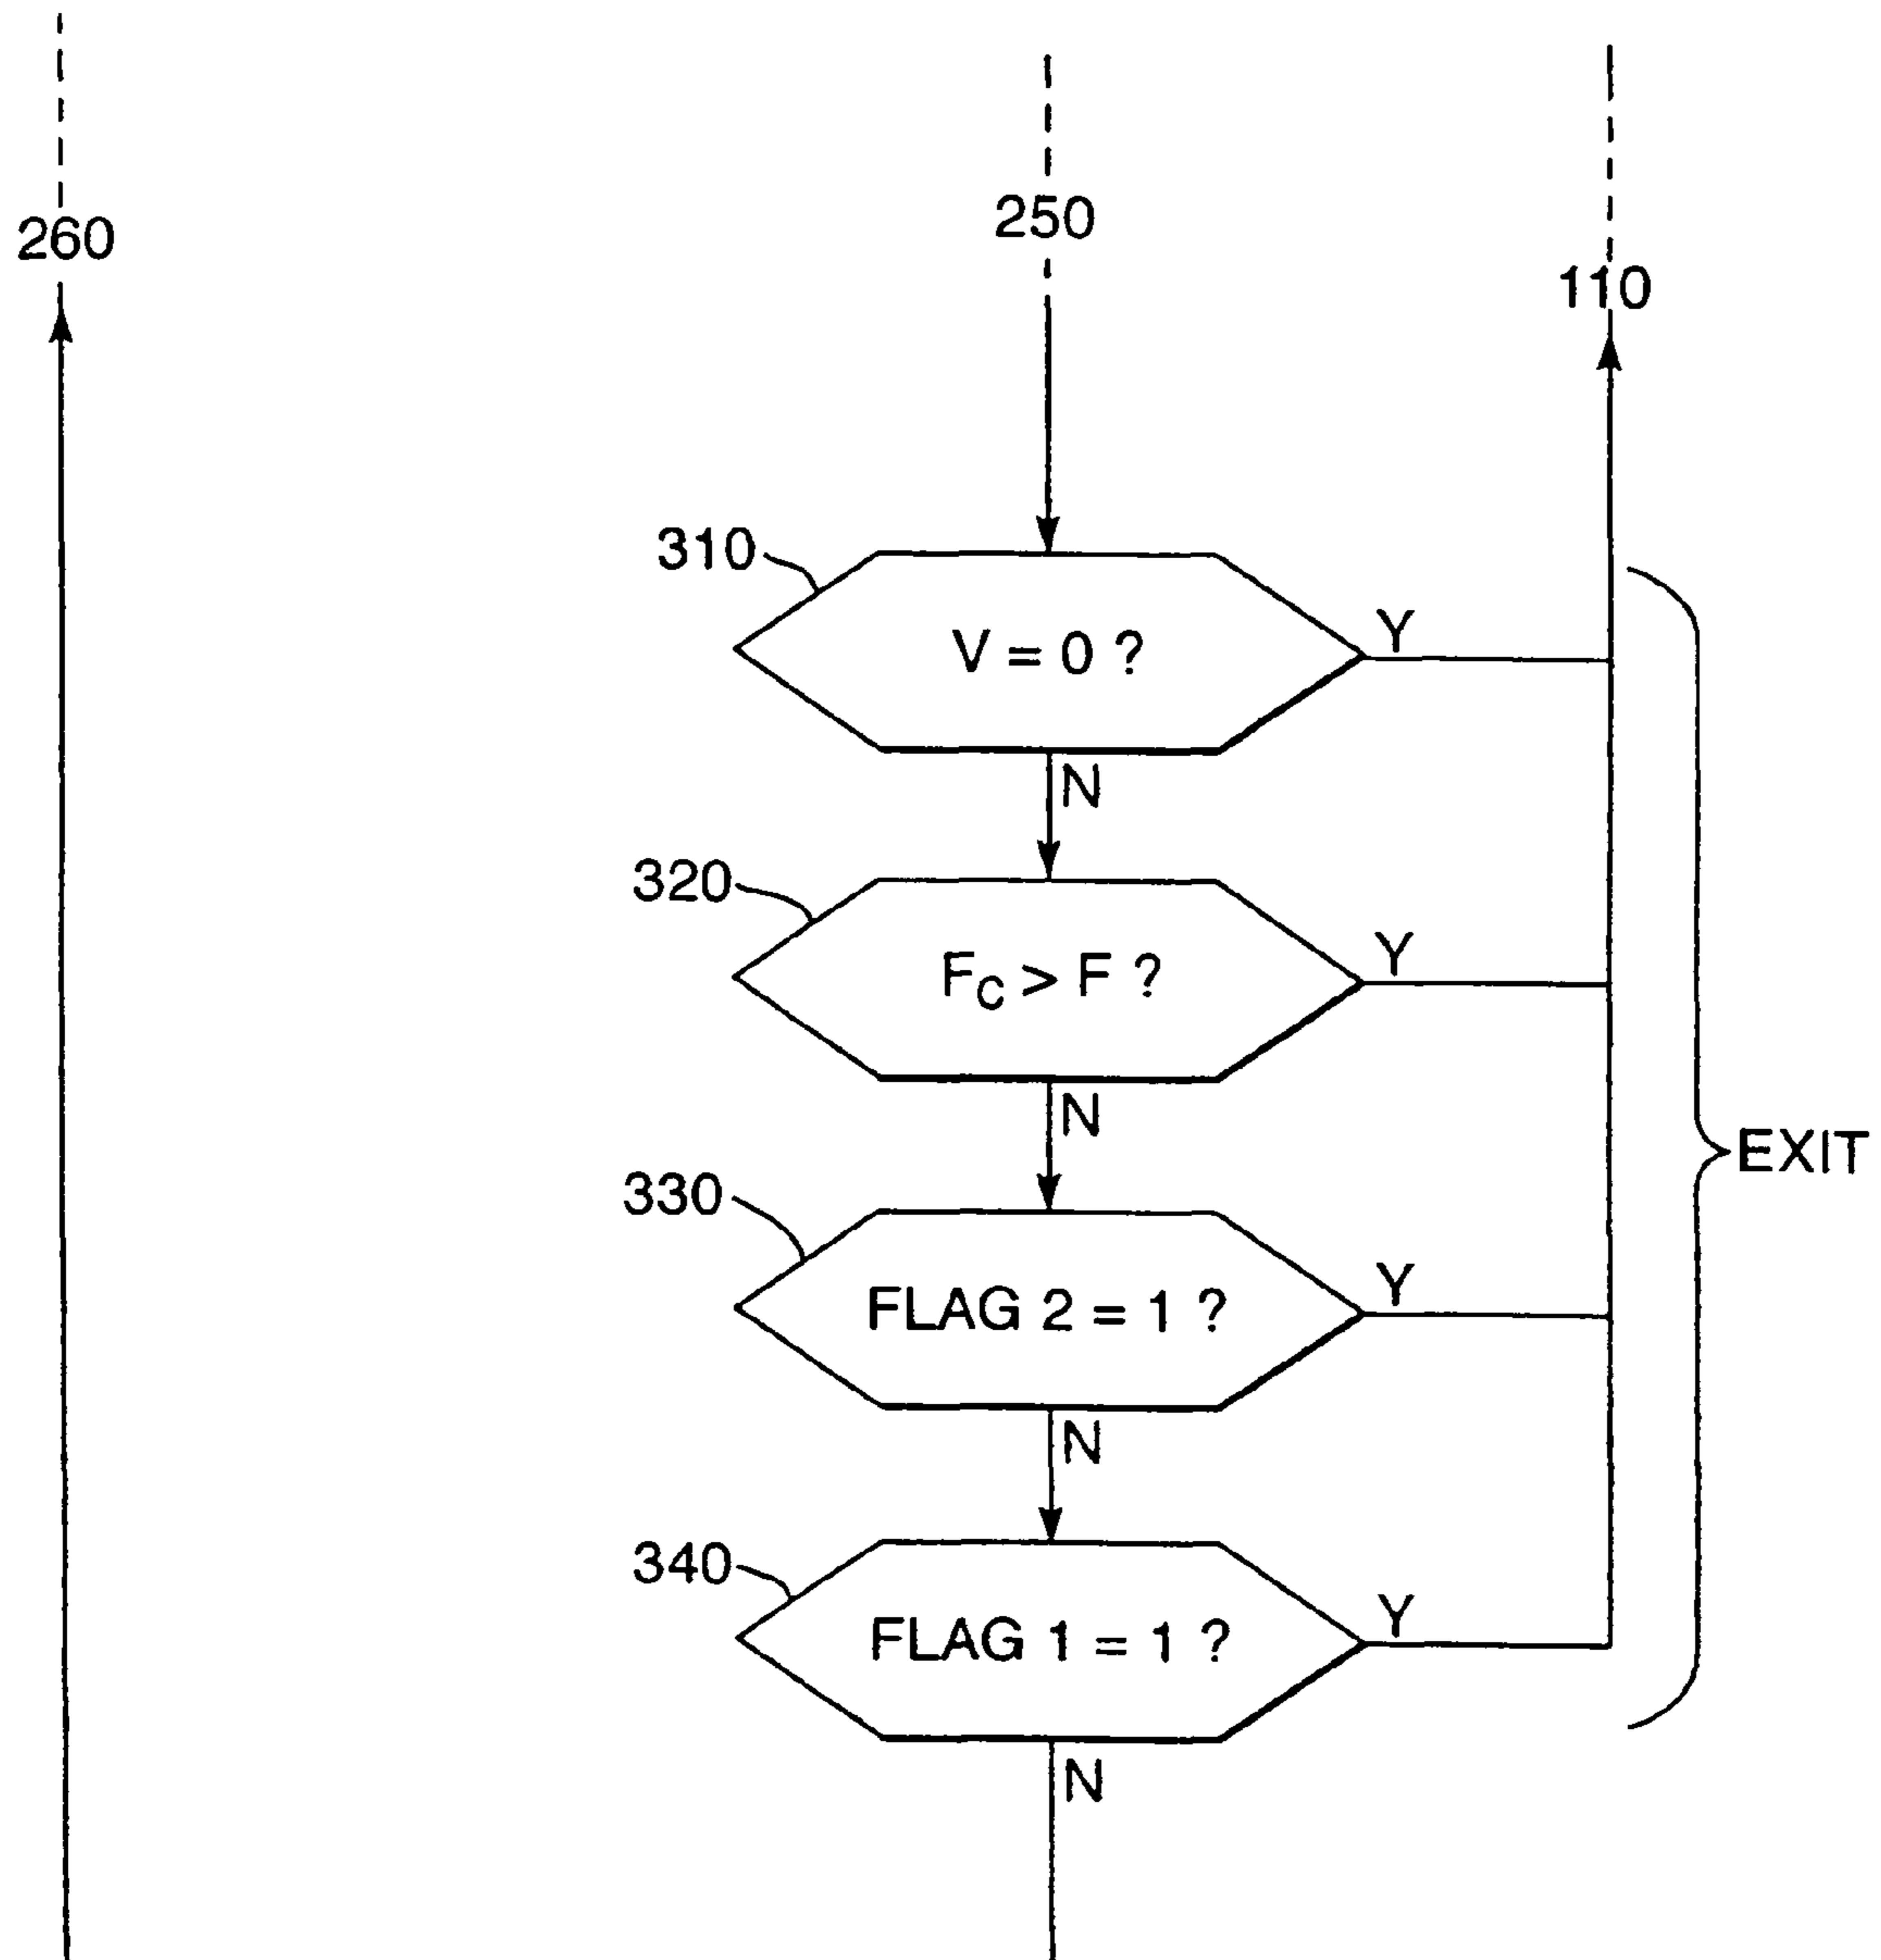 260
250
110
310
V = 0 ?
Y
N
320
FC > F ?
Y
N
EXIT
330
FLAG 2 = 1 ?
Y
N
340
FLAG 1 = 1 ?
Y
N